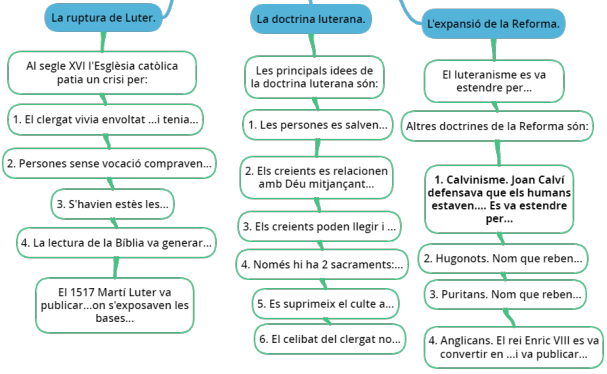 La ruptura de Luter.
Al segle XVI l'Església catòlica
patia un crisi per:
1. El clergat vivia envoltat ...i tenia...
2. Persones sense vocació compraven...
3. S'havien estès les...
4. La lectura de la Bíblia va generar...
El 1517 Martí Luter va
publicar...on s'exposaven les
bases...
La doctrina luterana.
Les principals idees de
la doctrina luterana són:
1. Les persones es salven...
2. Els creients es relacionen
amb Déu mitjançant...
3. Els creients poden llegir i ...
4. Només hi ha 2 sacraments:...
5. Es suprimeix el culte a...
6. El celibat del clergat no...
L'expansió de la Reforma.
El luteranisme es va
estendre per...
Altres doctrines de la Reforma són:
1. Calvinisme. Joan Calví
defensava que els humans
estaven.... Es va estendre
per...
2. Hugonots. Nom que reben...
3. Puritans. Nom que reben...
4. Anglicans. El rei Enric VIII es va
convertir en ...i va publicar...